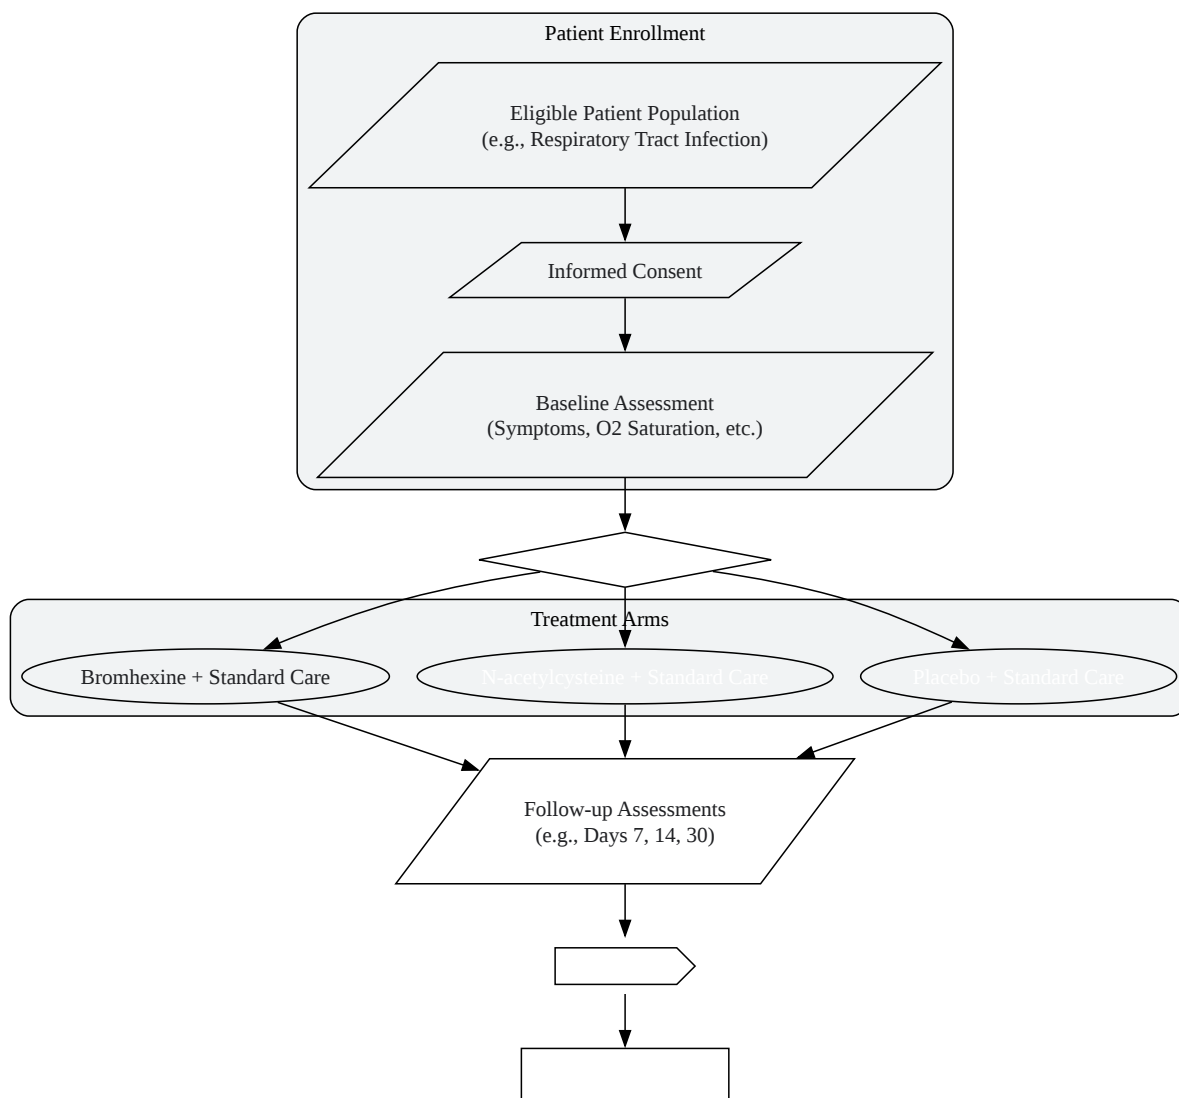 Patient Enrollment
Eligible Patient Population
(e.g., Respiratory Tract Infection)
Informed Consent
Baseline Assessment
(Symptoms, O2 Saturation, etc.)
Treatment Arms
Bromhexine + Standard Care
N-acetylcysteine + Standard Care
Placebo + Standard Care
Follow-up Assessments
(e.g., Days 7, 14, 30)